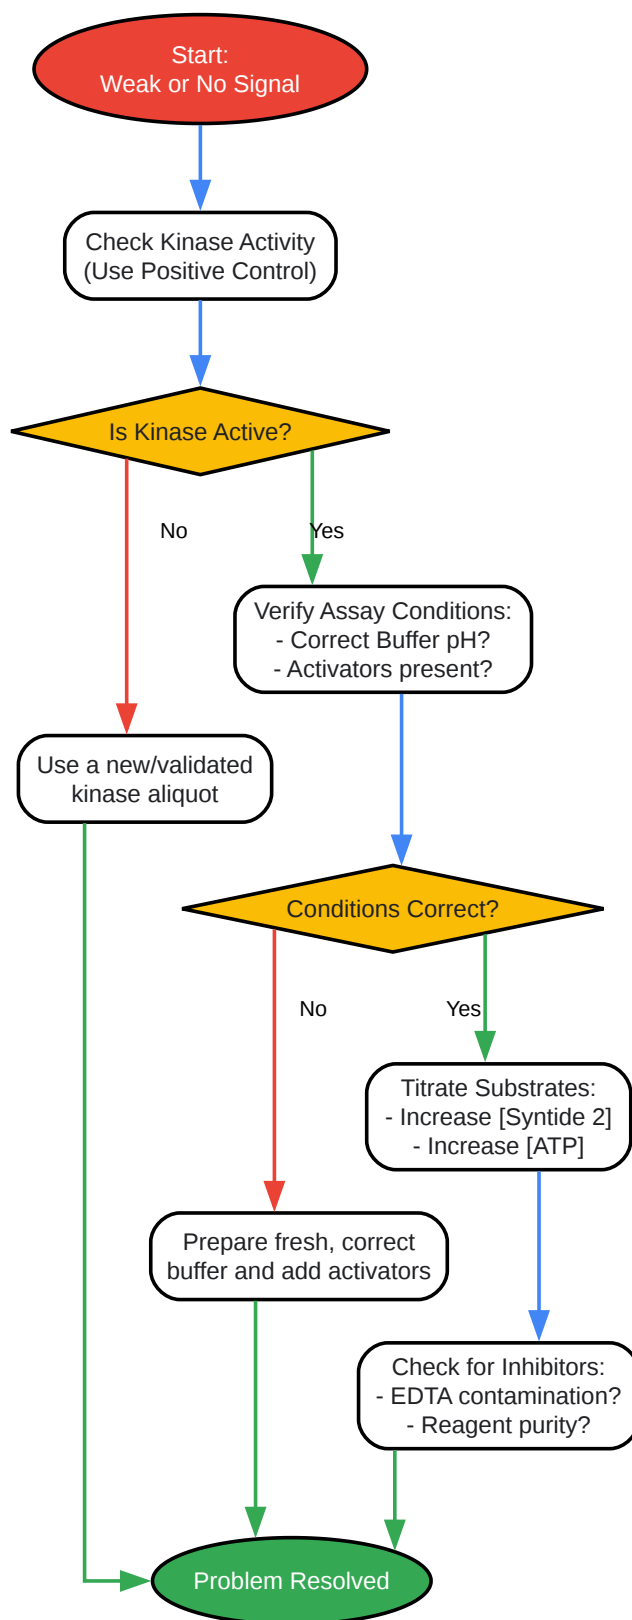 Start:
Weak or No Signal
Check Kinase Activity
(Use Positive Control)
Is Kinase Active?
No
Yes
Verify Assay Conditions:
- Correct Buffer pH?
- Activators present?
Use a new/validated
kinase aliquot
Conditions Correct?
No
Yes
Titrate Substrates:
- Increase [Syntide 2]
- Increase [ATP]
Prepare fresh, correct
buffer and add activators
Check for Inhibitors:
- EDTA contamination?
- Reagent purity?
Problem Resolved